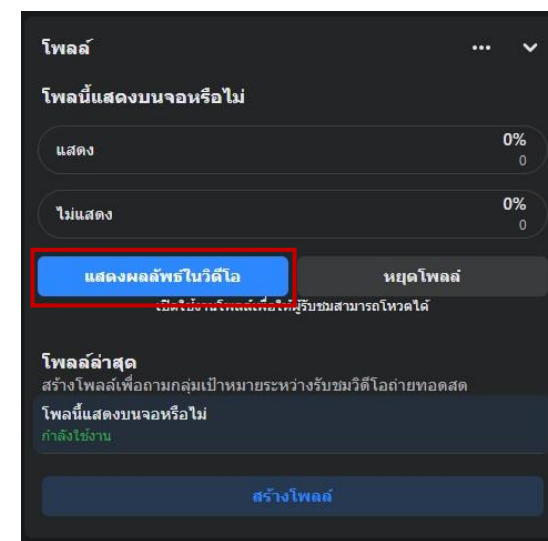 โพลล์
โพลนี้แสดงบนจอหรือไม่
แสดง
0%
0
ไม่แสดง
0%
0
แสดงผลลัพธ์ในวิดีโอ
หยุดโพลล์
เปิดใช้งานโพลล์เพื่อให้ผู้รับชมสามารถโหวตได้
โพลล์ล่าสุด
สร้างโพลล์เพื่อถามกลุ่มเป้าหมายระหว่างรับชมวิดีโอถ่ายทอดสด
โพลนี้แสดงบนจอหรือไม่
กำลังใช้งาน
สร้างโพลล์